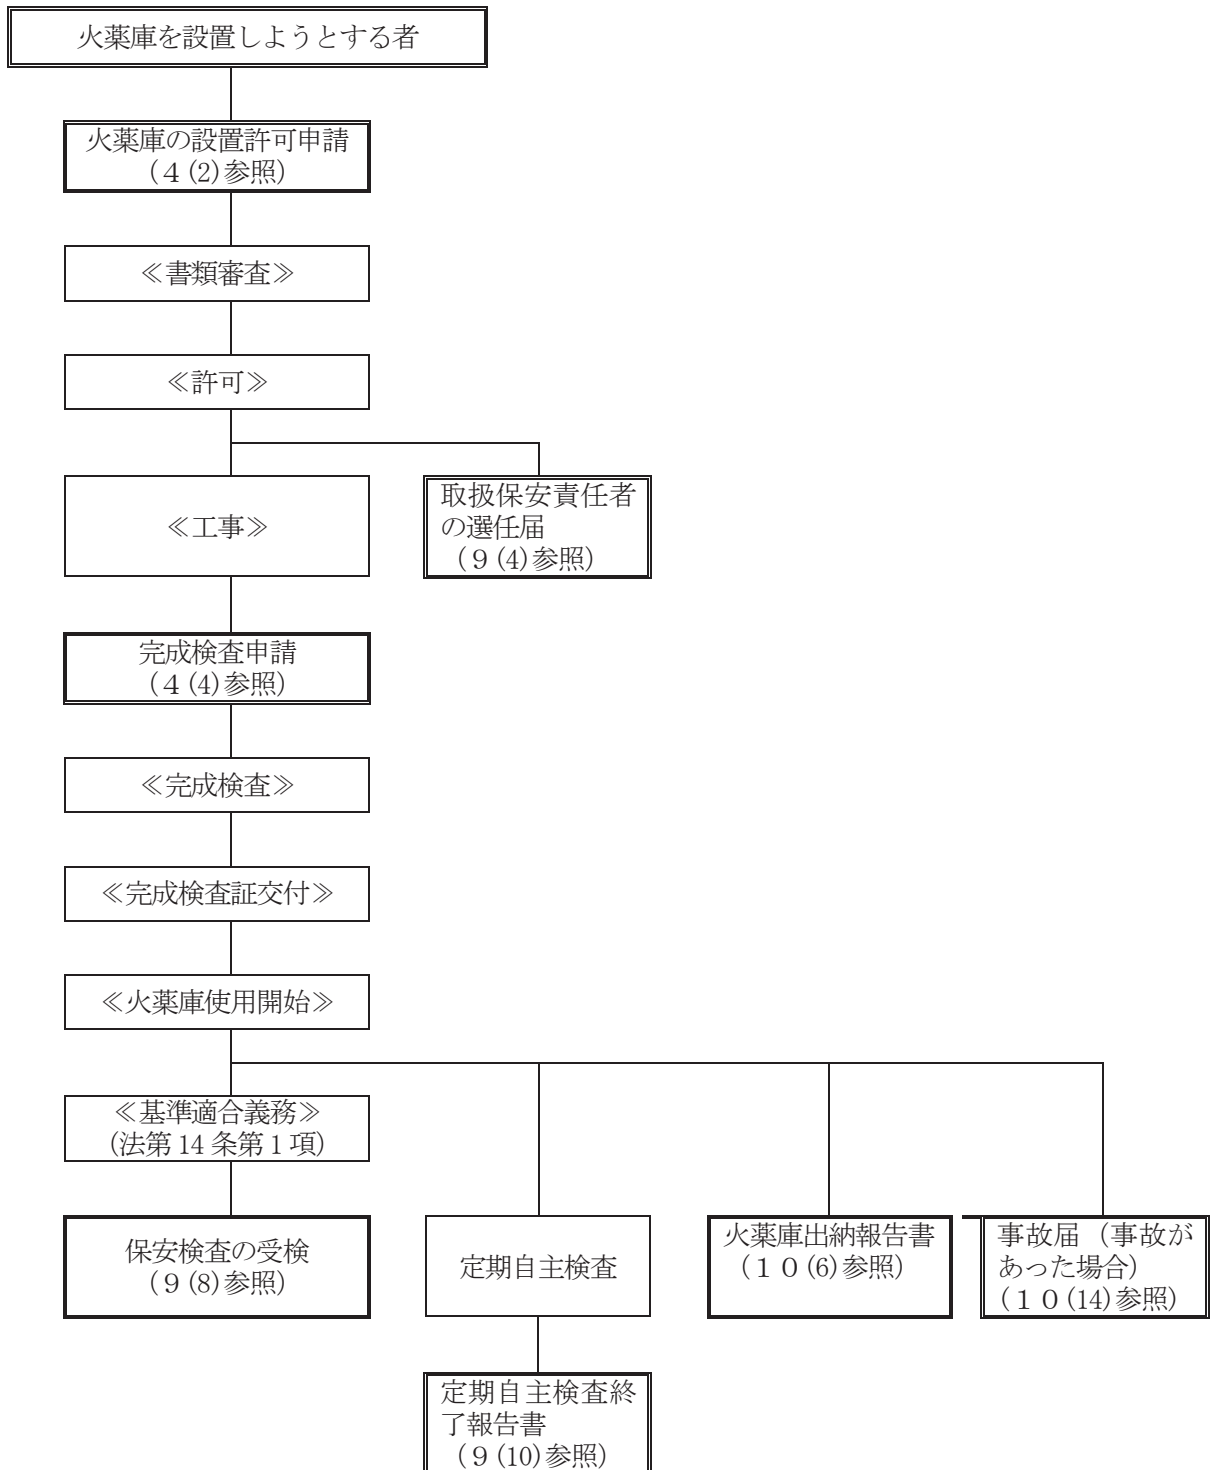 火薬庫を設置しようとする者
火薬庫の設置許可申請
（４(2)参照）
≪書類審査≫
≪許可≫
≪工事≫
取扱保安責任者
の選任届
（９(4)参照）
完成検査申請
（４(4)参照）
≪完成検査≫
≪完成検査証交付≫
≪火薬庫使用開始≫
≪基準適合義務≫
(法第 14 条第 1 項)
保安検査の受検
（９(8)参照）
定期自主検査
火薬庫出納報告書
（１０(6)参照）
事故届（事故が
あった場合）
（１０(14)参照）
定期自主検査終
了報告書
（９(10)参照）